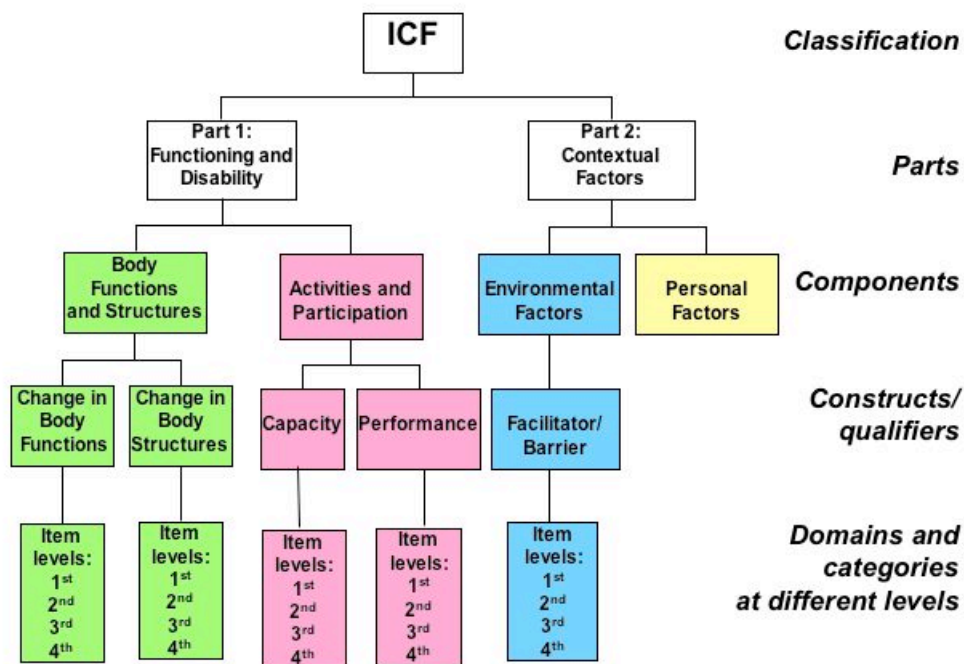 ICF
Classification
Part 1:
Functioning and
Disability
Part 2:
Contextual
Factors
Parts
Body
Functions
and Structures
Activities and
Participation
Environmental
Factors
Personal
Factors
Components
Change in
Body
Functions
Change in
Body
Structures
Capacity
Performance
Facilitator/
Barrier
Constructs/
qualifiers
Item
levels:
1st
2nd
3rd
4th
Item
levels:
1st
2nd
3rd
4th
Item
levels:
1st
2nd
3rd
4th
Item
levels:
1st
2nd
3rd
4th
Item
levels:
1st
2nd
3rd
4th
Domains and
categories
at different levels